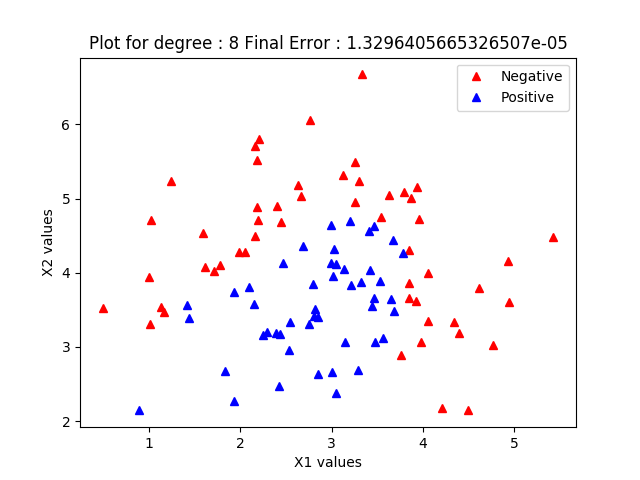 Plot for degree : 8 Final Error : 1.3296405665326507e-05
Negative
Positive
6
5
4
3
2
X2 values
1 2 3 4 5
X1 values